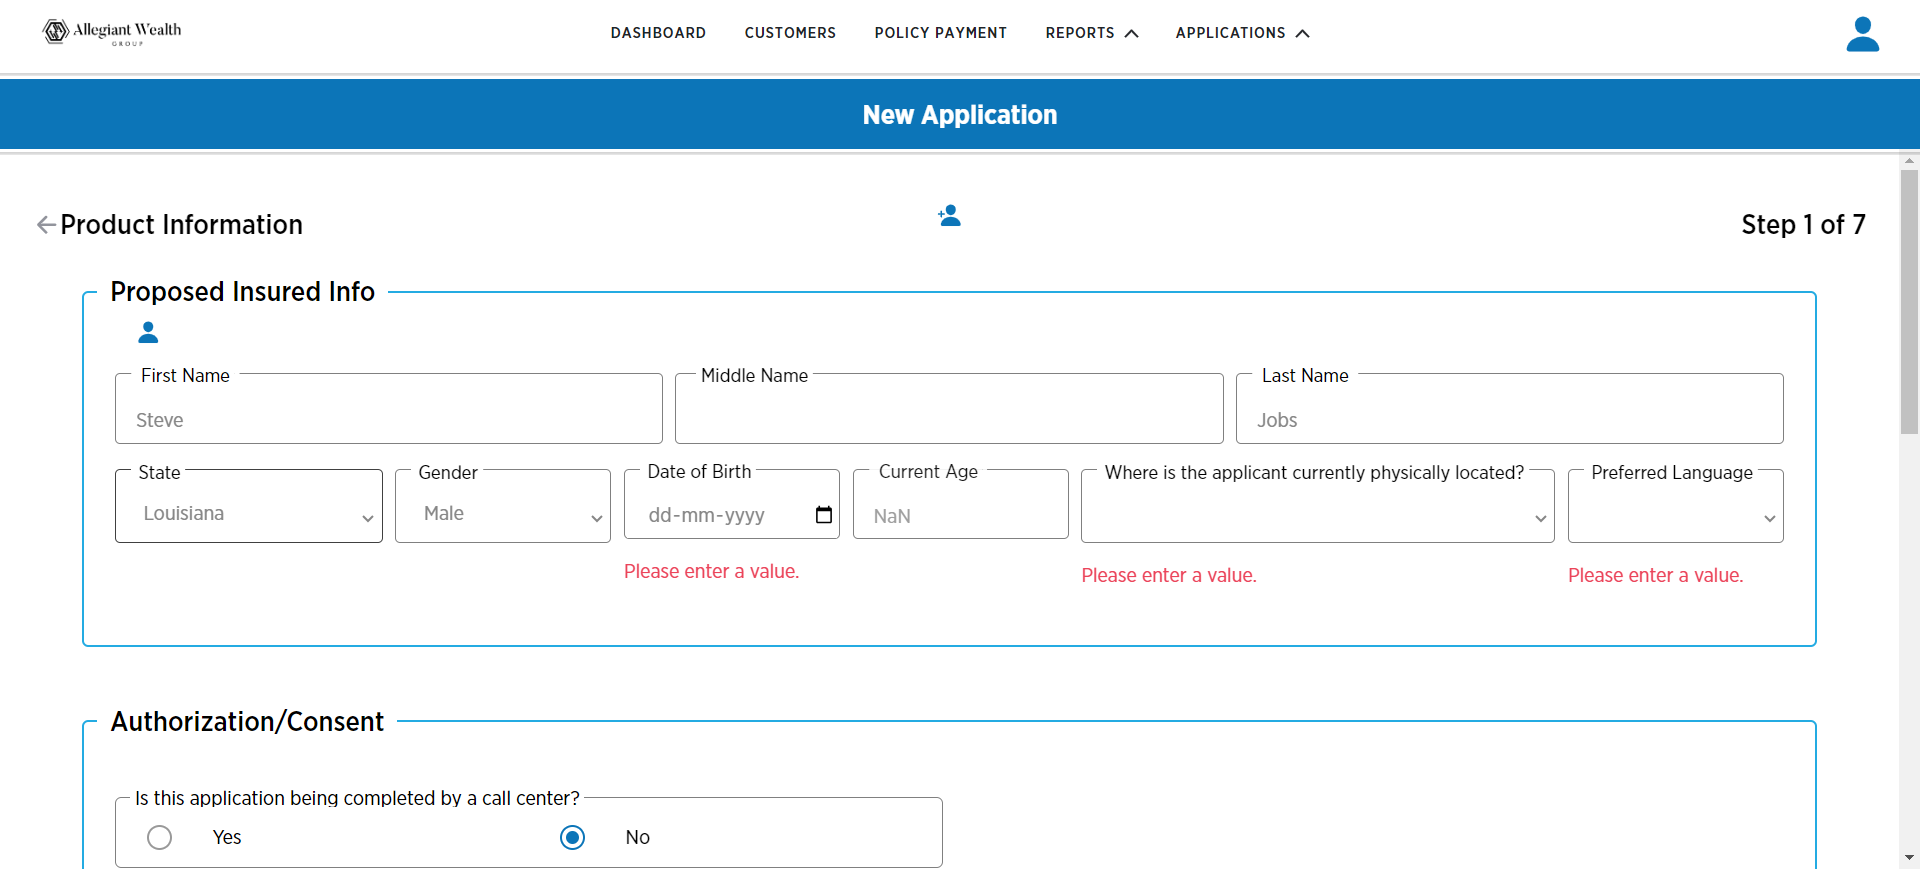 Allegiant Wealth
GROUP
DASHBOARD CUSTOMERS POLICY PAYMENT REPORTS APPLICATIONS
New Application
Product Information
Step 1 of 7
Proposed Insured Info
First Name Middle Name Last Name
Steve Jobs
State Gender Date of Birth Current Age Where is the applicant currently physically located? Preferred Language
Louisiana Male dd-mm-yyyy NaN
Please enter a value. Please enter a value. Please enter a value.
Authorization/Consent
Is this application being completed by a call center?
Yes No